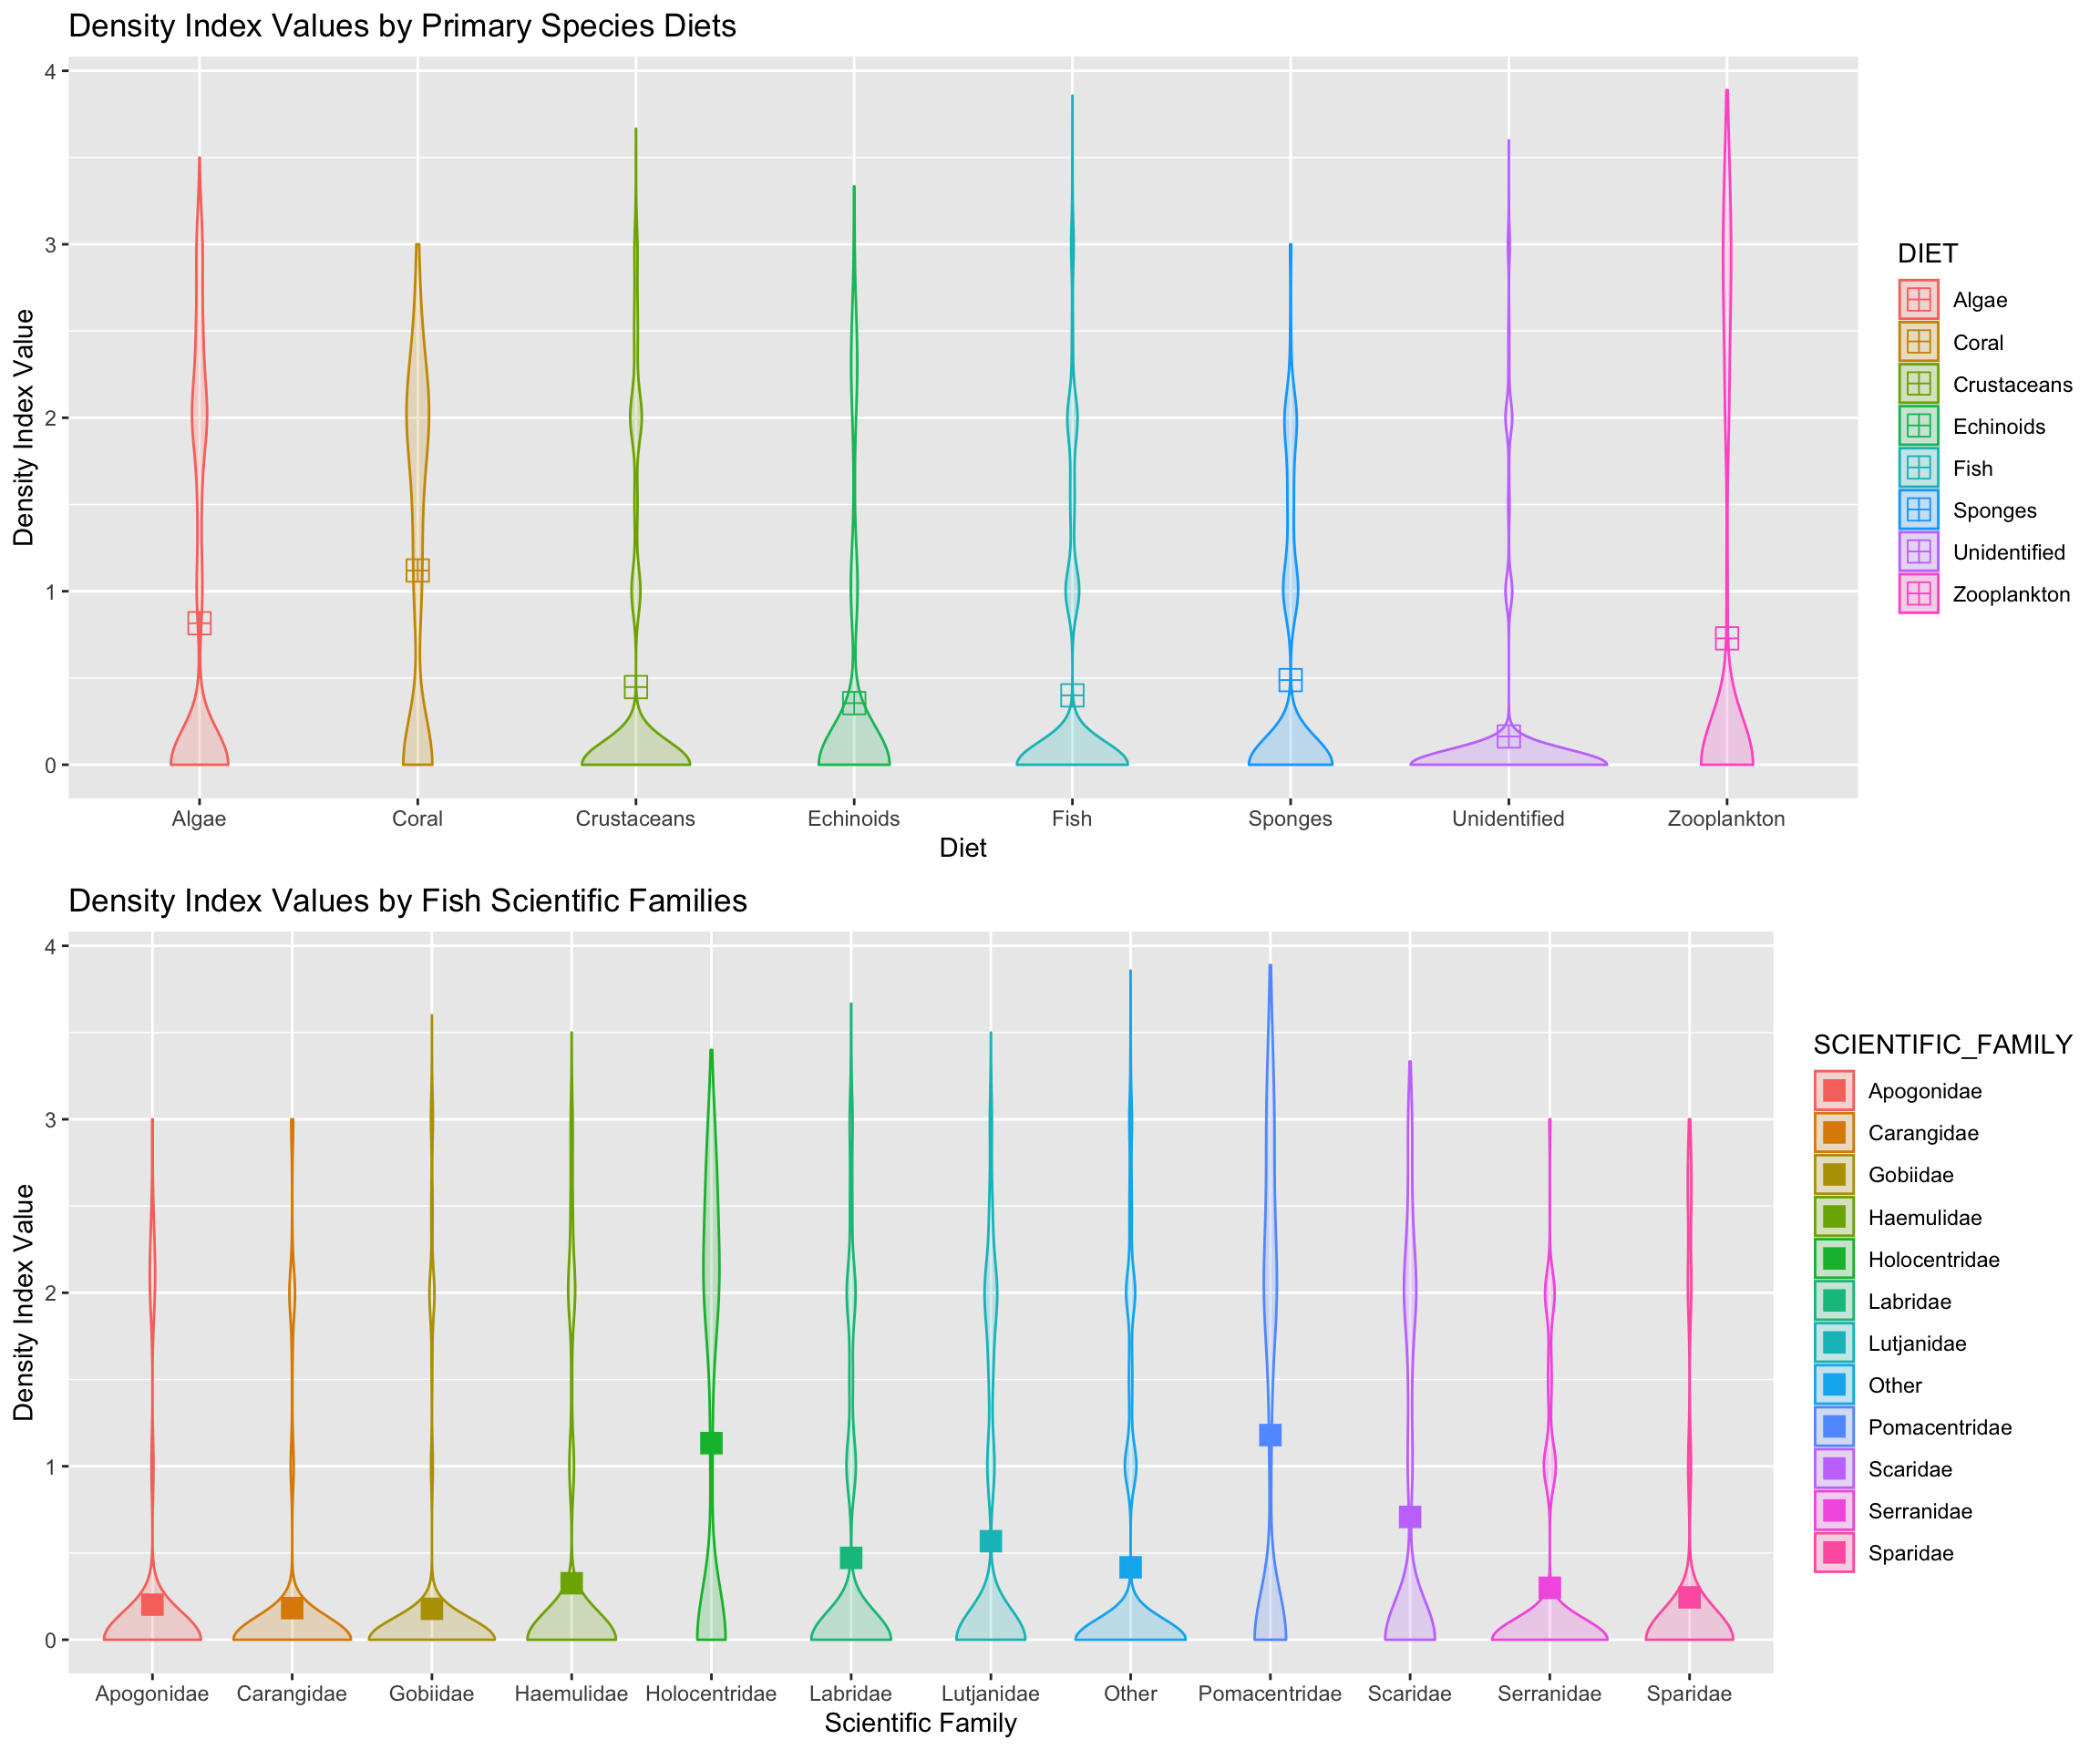 Density Index Values by Primary Species Diets
Density Index Value
4
3
2
1
0
Algae Coral Crustaceans Echinoids Fish Sponges Unidentified Zooplankton
Diet
DIET
Algae
Coral
Crustaceans
Echinoids
Fish
Sponges
Unidentified
Zooplankton
Density Index Values by Fish Scientific Families
Density Index Value
4
3
2
1
0
Apogonidae Carangidae Gobiidae Haemulidae Holocentridae Labridae Lutjanidae Other Pomacentridae Scaridae Serranidae Sparidae
Scientific Family
SCIENTIFIC_FAMILY
Apogonidae
Carangidae
Gobiidae
Haemulidae
Holocentridae
Labridae
Lutjanidae
Other
Pomacentridae
Scaridae
Serranidae
Sparidae